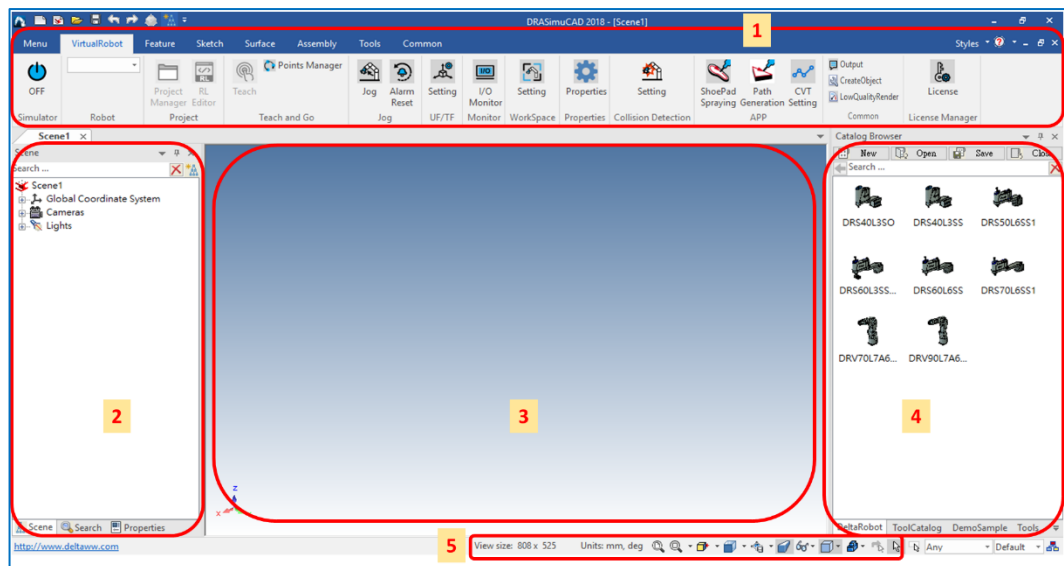 DRASimuCAD 2018 - [Scene1]
Menu VirtualRobot Feature Sketch Surface Assembly Tools Common 1 Styles
OFF
Project Manager
RL Editor
Teach
Points Manager
Jog
Alarm Reset
Setting
I/O
I/O Monitor
Setting
Properties
Setting
ShoePad Spraying
Path Generation
CVT Setting
Output
CreateObject
LowQualityRender
License
Simulator Robot Project Teach and Go Jog UF/TF Monitor WorkSpace Properties Collision Detection APP Common License Manager
Scene1
Scene
Search ...
Scene1
Global Coordinate System
Cameras
Lights
2
Scene Search Properties
3
z
x
Catalog Browser
New Open Save Clo
Search ...
DRS40L3SO DRS40L3SS DRS50L6SS1
DRS60L3SS... DRS60L6SS DRS70L6SS1
DRV70L7A6... DRV90L7A6...
4
DeltaRobot ToolCatalog DemoSample Tools
http://www.deltaww.com
5 View size: 808 x 525 Units: mm, deg Any Default